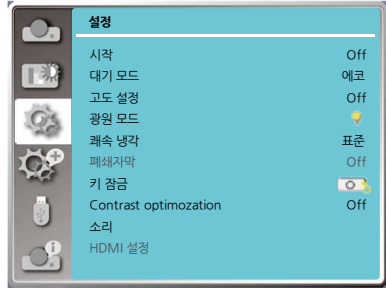 설정
시작 Off
대기 모드 에코
고도 설정 Off
광원 모드
쾌속 냉각 표준
폐쇄자막 Off
키 잠금
Contrast optimozation Off
소리
HDMI 설정